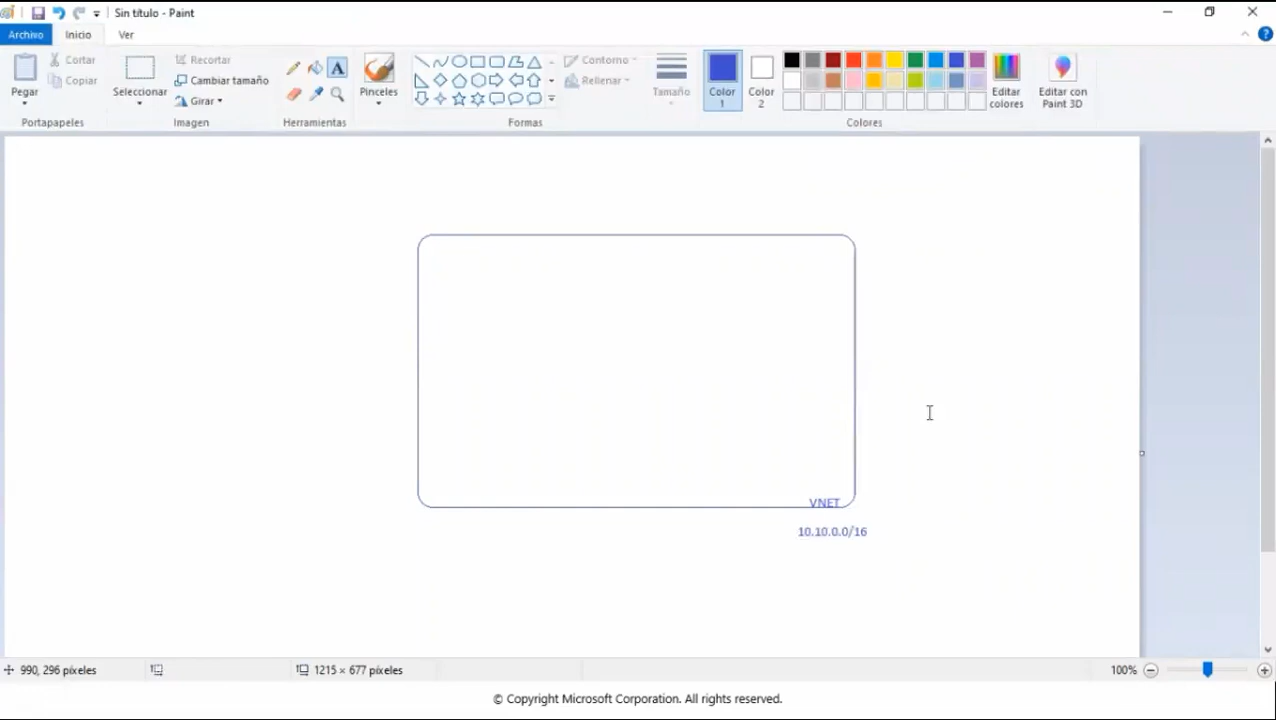 Sin título - Paint
Archivo Inicio Ver
Pegar
Cortar
Copiar
Portapapeles
Seleccionar
Recortar
Cambiar tamaño
Girar
Imagen
A
Herramientas
Pinceles
Contorno
Rellenar
Formas
Tamaño
Color
1
Color
2
Editar
colores
Colores
Editar con
Paint 3D
VNET
10.10.0.0/16
990, 296 píxeles
1215 × 677 píxeles
100%
© Copyright Microsoft Corporation. All rights reserved.